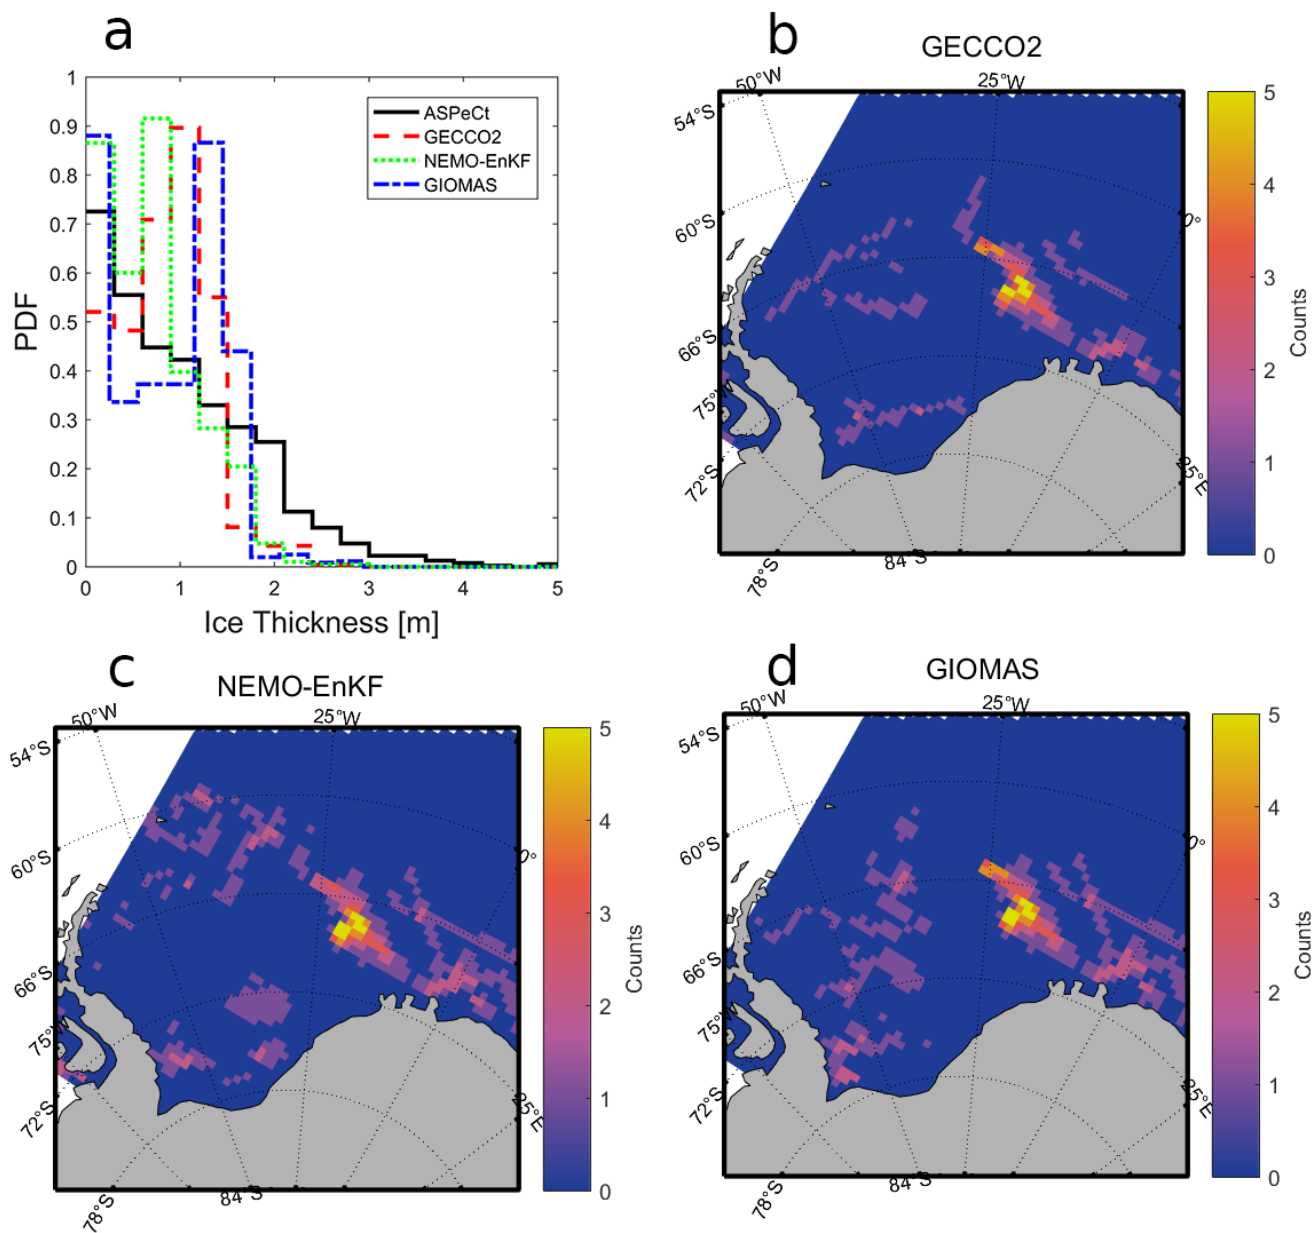 a
1
0.9
0.8
0.7
0.6
0.5
0.4
0.3
0.2
0.1
0
PDF
0 1 2 3 4 5
Ice Thickness [m]
ASPeCt
GECCO2
NEMO-EnKF
GIOMAS
b
GECCO2
50°W
25°W
54°S
60°S
0°
66°S
75°W
72°S
25°E
78°S
84°S
5
4
3
2
1
0
Counts
c
NEMO-EnKF
50°W
25°W
54°S
60°S
0°
66°S
75°W
72°S
25°E
78°S
84°S
5
4
3
2
1
0
Counts
d
GIOMAS
50°W
25°W
54°S
60°S
0°
66°S
75°W
72°S
25°E
78°S
84°S
5
4
3
2
1
0
Counts